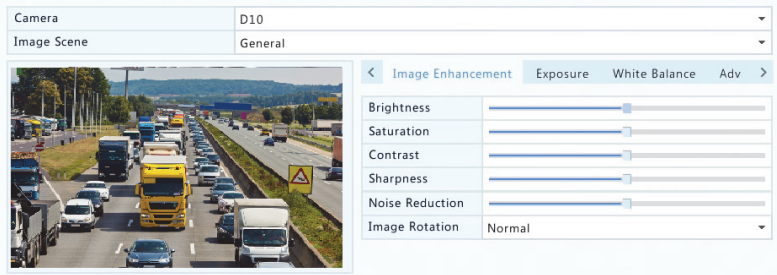 Camera D10
Image Scene General
< Image Enhancement Exposure White Balance Adv >
Brightness
Saturation
Contrast
Sharpness
Noise Reduction
Image Rotation Normal